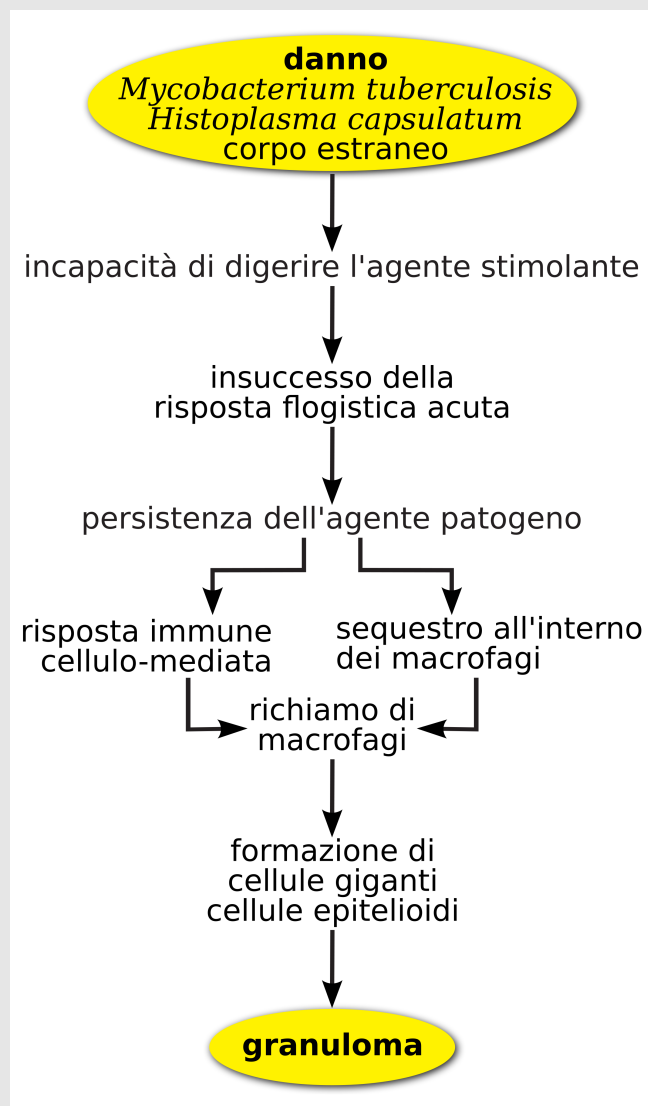 danno
Mycobacterium tuberculosis
Histoplasma capsulatum
corpo estraneo
incapacità di digerire l'agente stimolante
insuccesso della
risposta flogistica acuta
persistenza dell'agente patogeno
risposta immune
cellulo-mediata
sequestro all'interno
dei macrofagi
richiamo di
macrofagi
formazione di
cellule giganti
cellule epitelioidi
granuloma